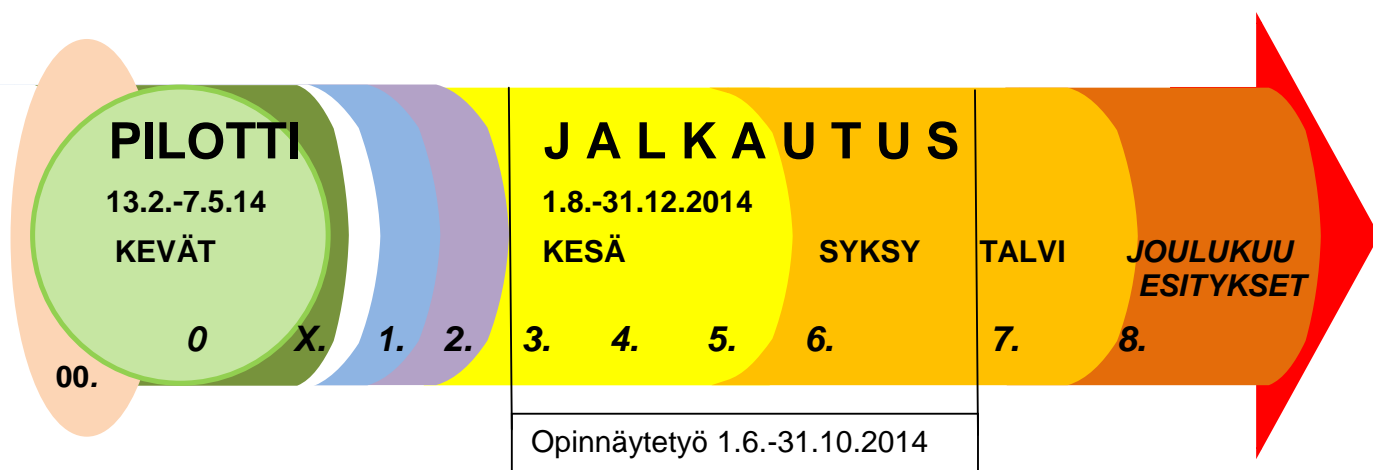 PILOTTI
13.2.-7.5.14
KEVÄT
J A L K A U T U S
1.8.-31.12.2014
KESÄ
SYKSY
TALVI
JOULUKUU
ESITYKSET
00.
0
X.
1.
2.
3.
4.
5.
6.
7.
8.
Opinnäytetyö 1.6.-31.10.2014